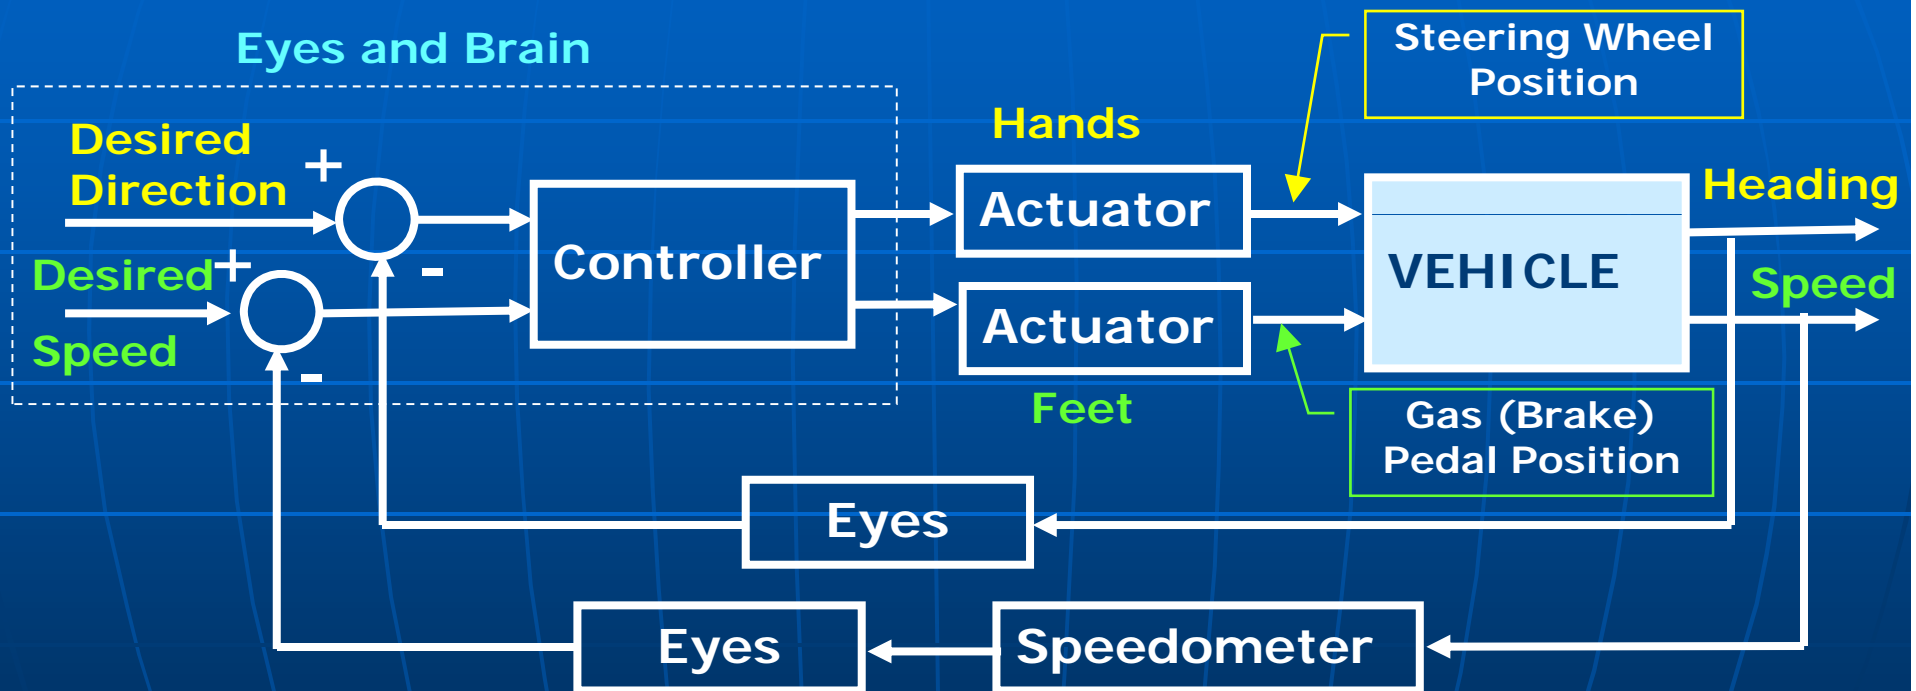 Eyes and Brain
Steering Wheel
Position
Desired
Direction
+
Hands
Actuator
Heading
Desired
+
Speed
-
-
Controller
VEHICLE
Speed
Actuator
Feet
Gas (Brake)
Pedal Position
Eyes
Eyes
Speedometer